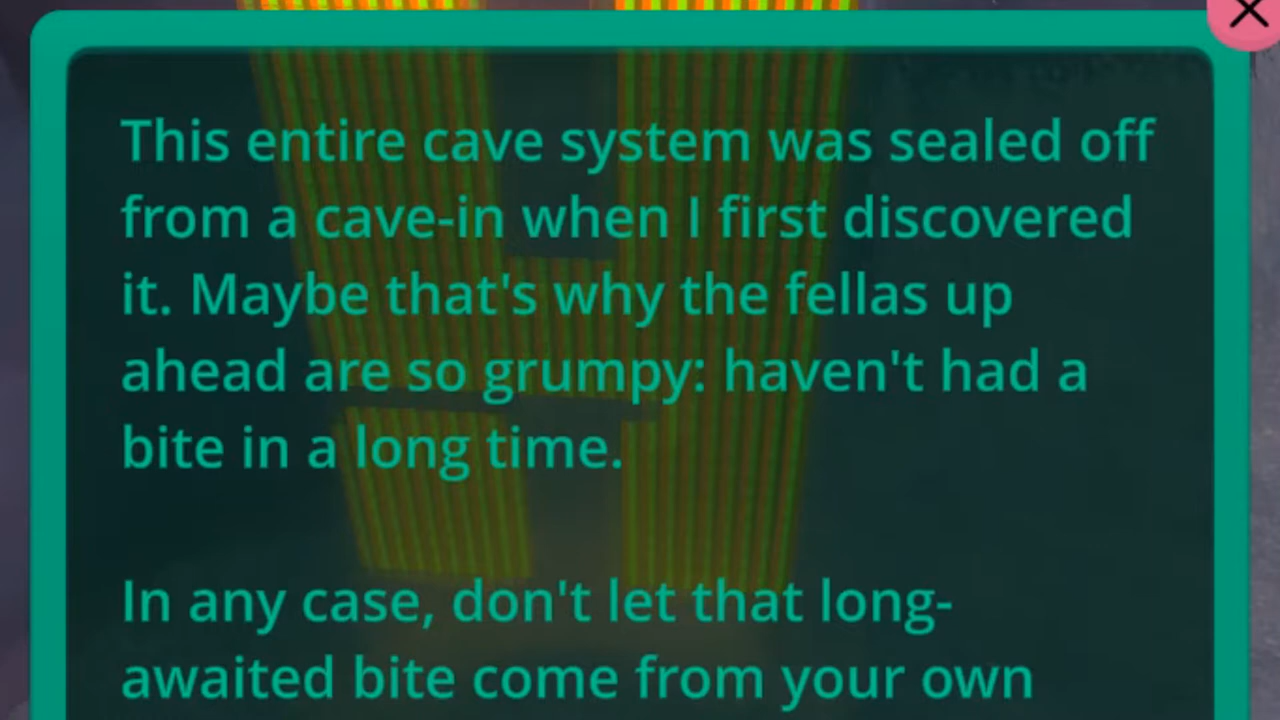 This entire cave system was sealed off
from a cave-in when I first discovered
it. Maybe that's why the fellas up
ahead are so grumpy: haven't had a
bite in a long time.
In any case, don't let that long-
awaited bite come from your own